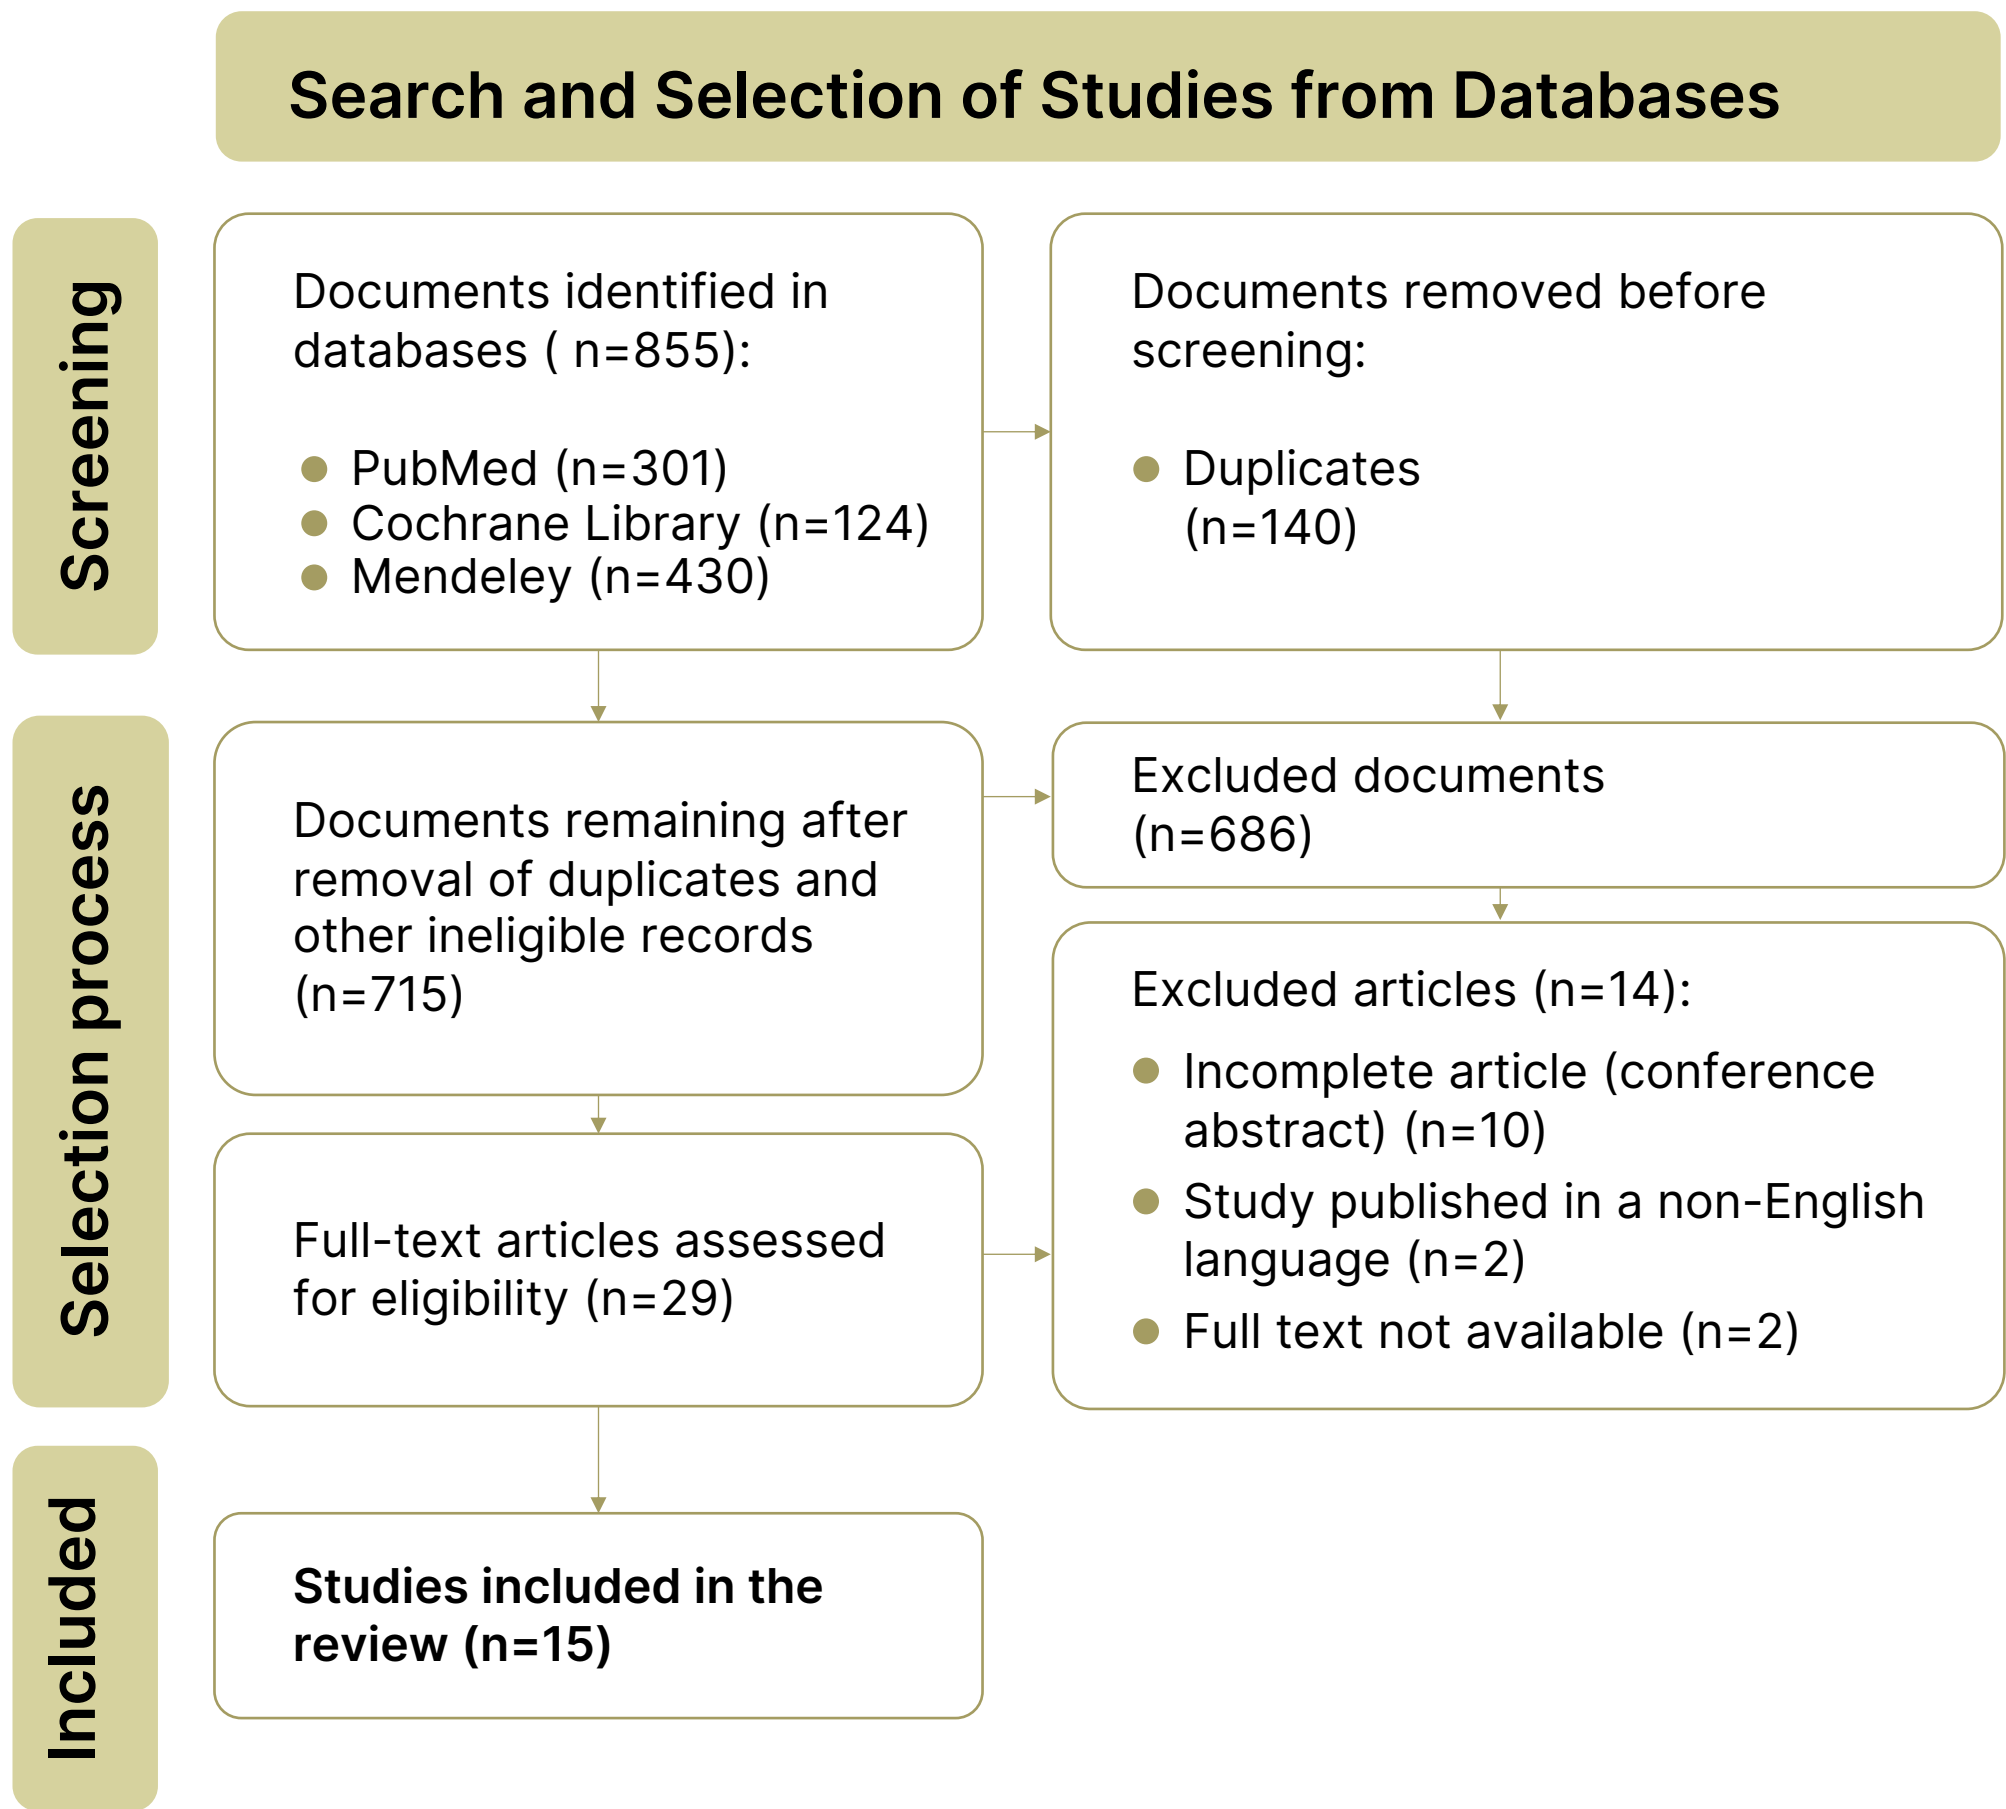 Search and Selection of Studies from Databases
Screening
Documents identified in
databases ( n=855):
PubMed (n=301)
Cochrane Library (n=124)
Mendeley (n=430)
Documents removed before
screening:
Duplicates
(n=140)
Selection process
Documents remaining after
removal of duplicates and
other ineligible records
(n=715)
Excluded documents
(n=686)
Full-text articles assessed
for eligibility (n=29)
Excluded articles (n=14):
Incomplete article (conference
abstract) (n=10)
Study published in a non-English
language (n=2)
Full text not available (n=2)
Included
Studies included in the
review (n=15)